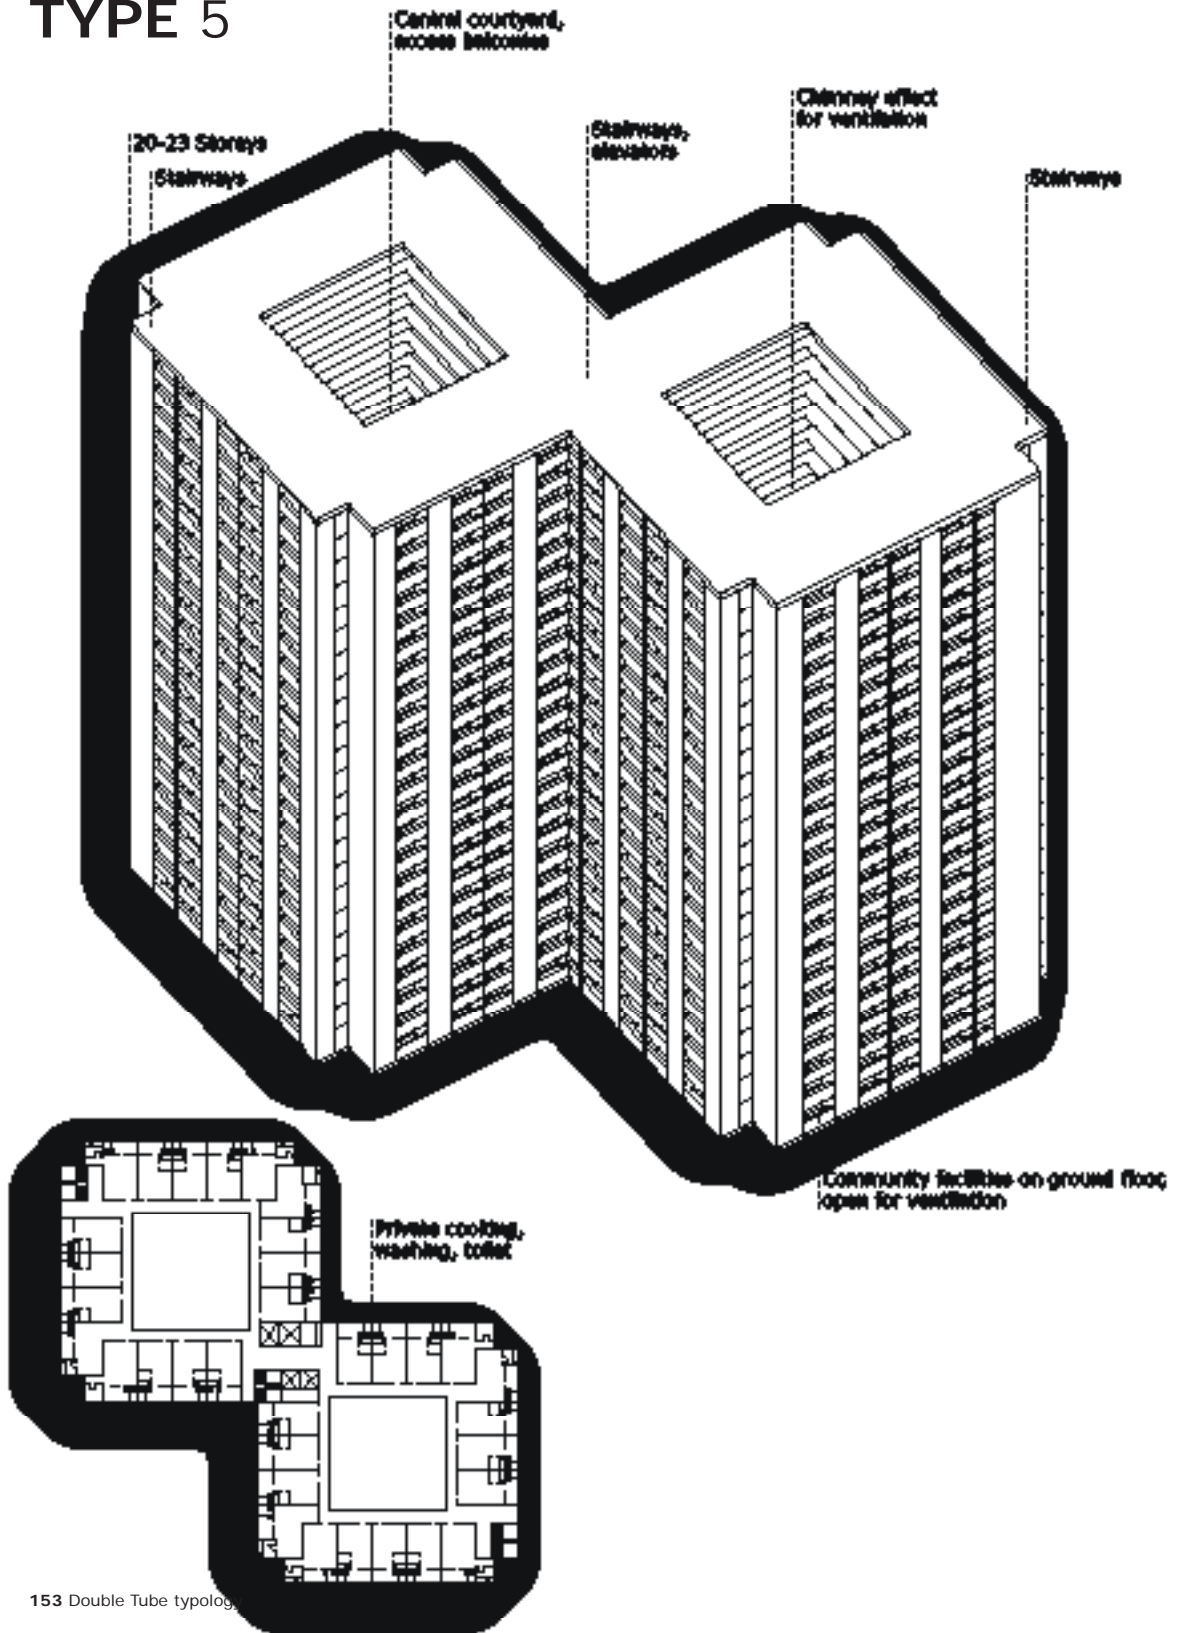 TYPE 5
Central courtyard,
access balconies
Chimney effect
for ventilation
Stairways,
elevators
20-23 Storeys
Stairways
Stairways
Community facilities on ground floor,
open for ventilation
Private cooking,
washing, toilet
153 Double Tube typology